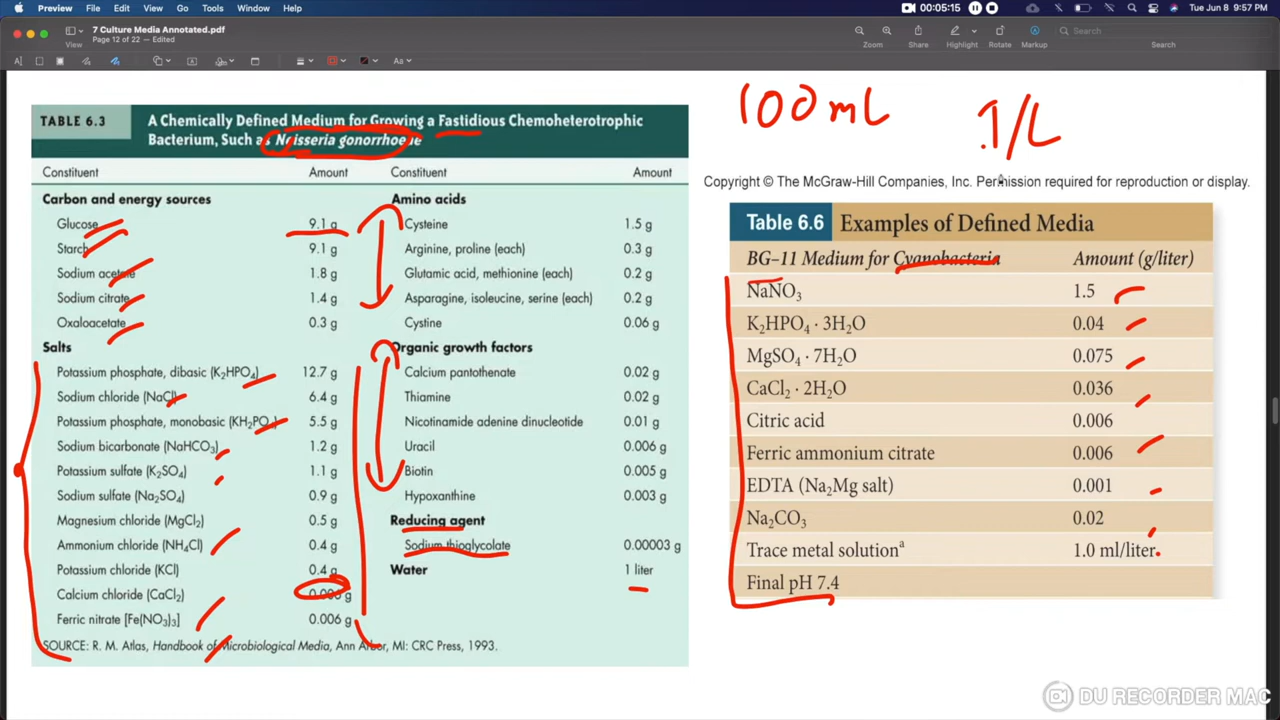 Preview File Edit View Go Tools Window Help 00:05:15 Tue Jun 8 9:57 PM
7 Culture Media Annotated.pdf
Page 12 of 22 — Edited
View Zoom Share Highlight Rotate Markup Search
Search
Aa
100 mL
.1/L
TABLE 6.3 A Chemically Defined Medium for Growing a Fastidious Chemoheterotrophic
Bacterium, Such as Neisseria gonorrhoeae
Constituent Amount Constituent Amount
Carbon and energy sources
Glucose 9.1 g
Starch 9.1 g
Sodium acetate 1.8 g
Sodium citrate 1.4 g
Oxaloacetate 0.3 g
Salts
Potassium phosphate, dibasic (K2HPO4) 12.7 g
Sodium chloride (NaCl) 6.4 g
Potassium phosphate, monobasic (KH2PO4) 5.5 g
Sodium bicarbonate (NaHCO3) 1.2 g
Potassium sulfate (K2SO4) 1.1 g
Sodium sulfate (Na2SO4) 0.9 g
Magnesium chloride (MgCl2) 0.5 g
Ammonium chloride (NH4Cl) 0.4 g
Potassium chloride (KCl) 0.4 g
Calcium chloride (CaCl2) 0.006 g
Ferric nitrate [Fe(NO3)3] 0.006 g
Amino acids
Cysteine 1.5 g
Arginine, proline (each) 0.3 g
Glutamic acid, methionine (each) 0.2 g
Asparagine, isoleucine, serine (each) 0.2 g
Cystine 0.06 g
Organic growth factors
Calcium pantothenate 0.02 g
Thiamine 0.02 g
Nicotinamide adenine dinucleotide 0.01 g
Uracil 0.006 g
Biotin 0.005 g
Hypoxanthine 0.003 g
Reducing agent
Sodium thioglycolate 0.00003 g
Water 1 liter
SOURCE: R. M. Atlas, Handbook of Microbiological Media, Ann Arbor, MI: CRC Press, 1993.
Copyright © The McGraw-Hill Companies, Inc. Permission required for reproduction or display.
Table 6.6 Examples of Defined Media
BG–11 Medium for Cyanobacteria Amount (g/liter)
NaNO3 1.5
K2HPO4 · 3H2O 0.04
MgSO4 · 7H2O 0.075
CaCl2 · 2H2O 0.036
Citric acid 0.006
Ferric ammonium citrate 0.006
EDTA (Na2Mg salt) 0.001
Na2CO3 0.02
Trace metal solutiona 1.0 ml/liter
Final pH 7.4
DU RECORDER MAC